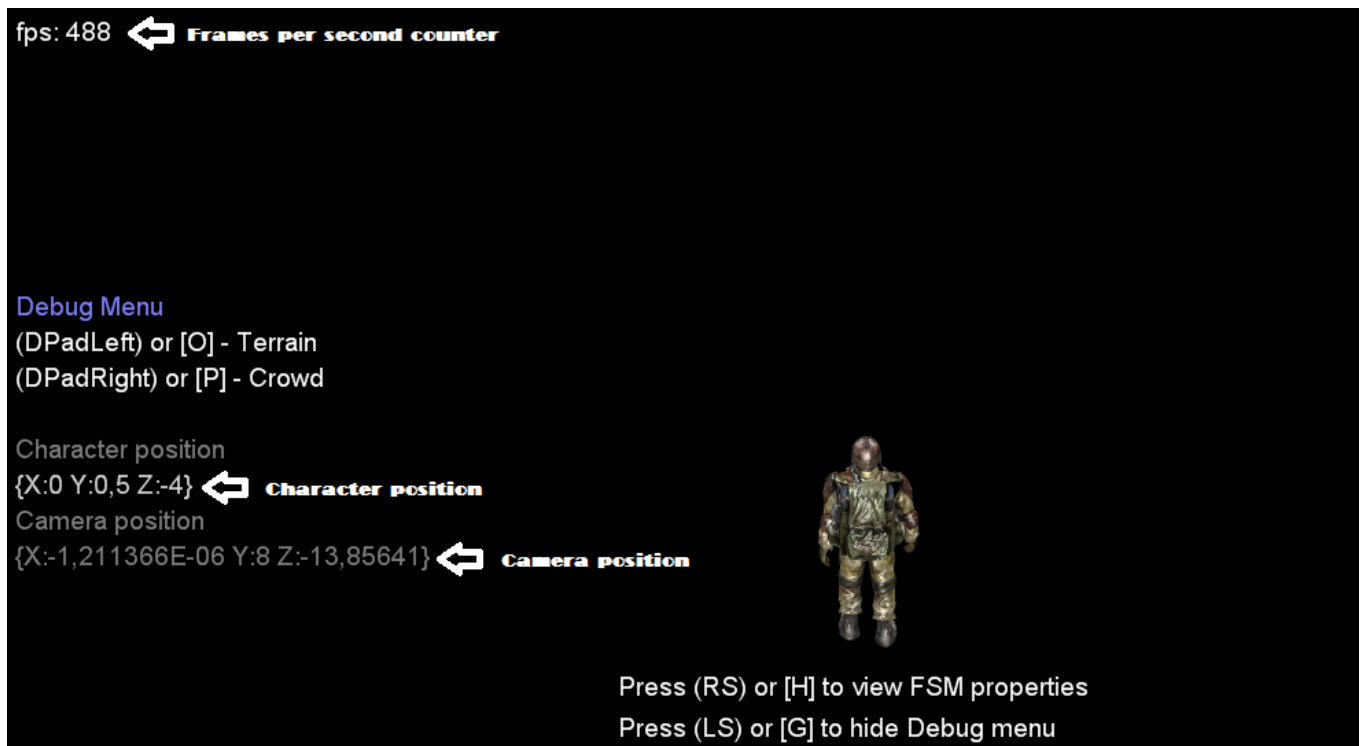 fps: 488 Frames per second counter
Debug Menu
(DPadLeft) or [O] - Terrain
(DPadRight) or [P] - Crowd
Character position
{X:0 Y:0,5 Z:-4} Character position
Camera position
{X:-1,211366E-06 Y:8 Z:-13,85641} Camera position
Press (RS) or [H] to view FSM properties
Press (LS) or [G] to hide Debug menu